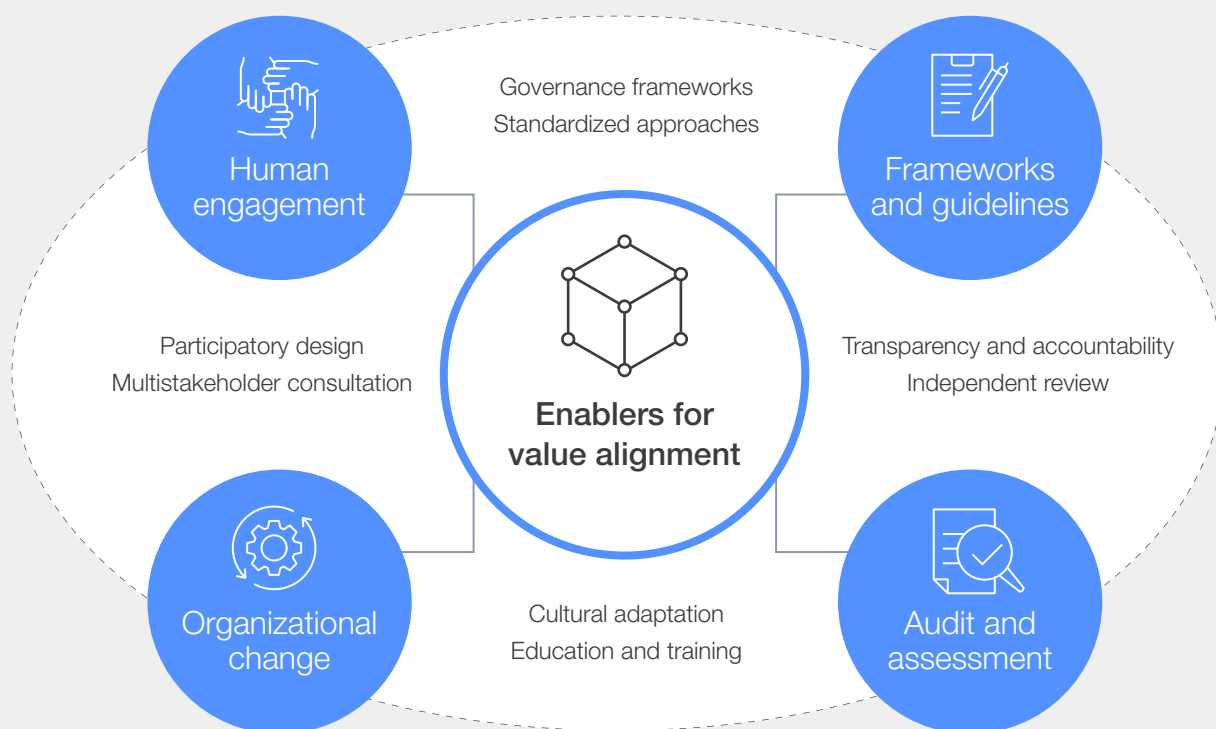 Human
engagement
Governance frameworks
Standardized approaches
Frameworks
and guidelines
Participatory design
Multistakeholder consultation
Enablers for
value alignment
Transparency and accountability
Independent review
Organizational
change
Cultural adaptation
Education and training
Audit and
assessment